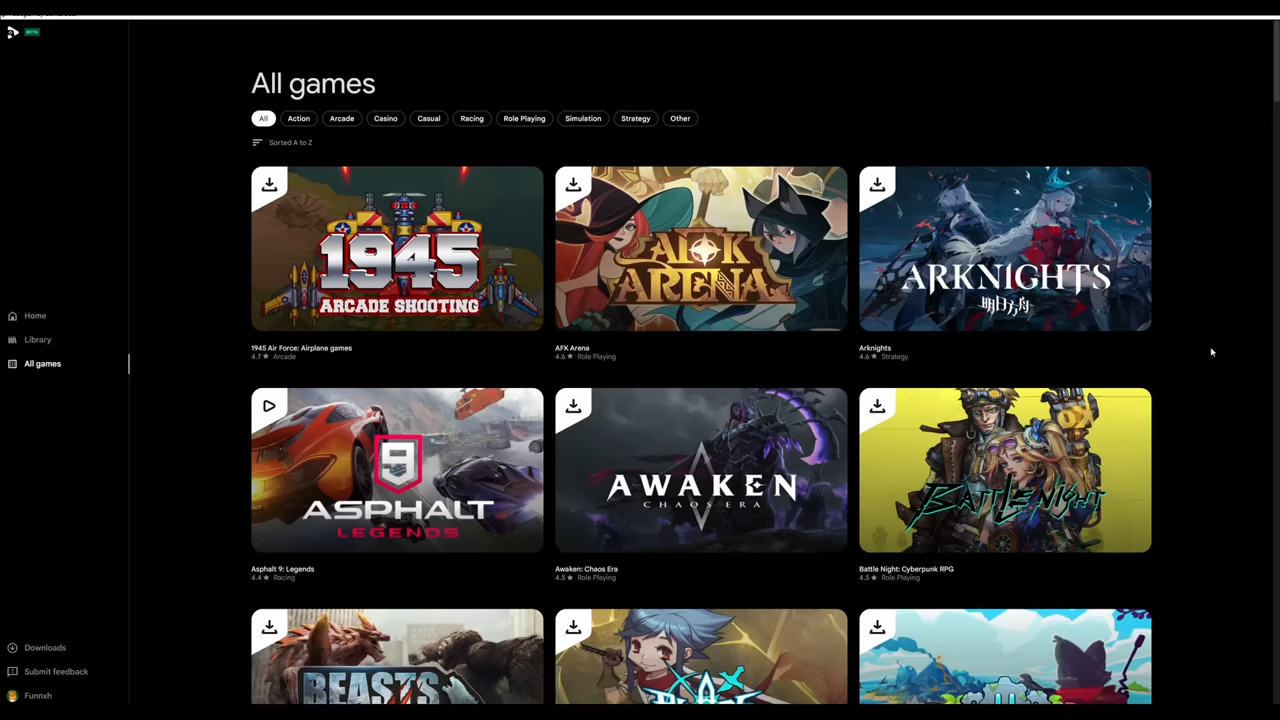 BETA
All games
All
Action
Arcade
Casino
Casual
Racing
Role Playing
Simulation
Strategy
Other
Sorted A to Z
1945
ARCADE SHOOTING
AFK
ARENA
ARKNIGHTS
明日方舟
1945 Air Force: Airplane games
4.7 ★ Arcade
AFK Arena
4.6 ★ Role Playing
Arknights
4.6 ★ Strategy
Home
Library
All games
9
ASPHALT
LEGENDS
AWAKEN
CHAOS ERA
BATTLE NIGHT
Asphalt 9: Legends
4.4 ★ Racing
Awaken: Chaos Era
4.5 ★ Role Playing
Battle Night: Cyberpunk RPG
4.5 ★ Role Playing
BEASTS
Downloads
Submit feedback
Funnxh